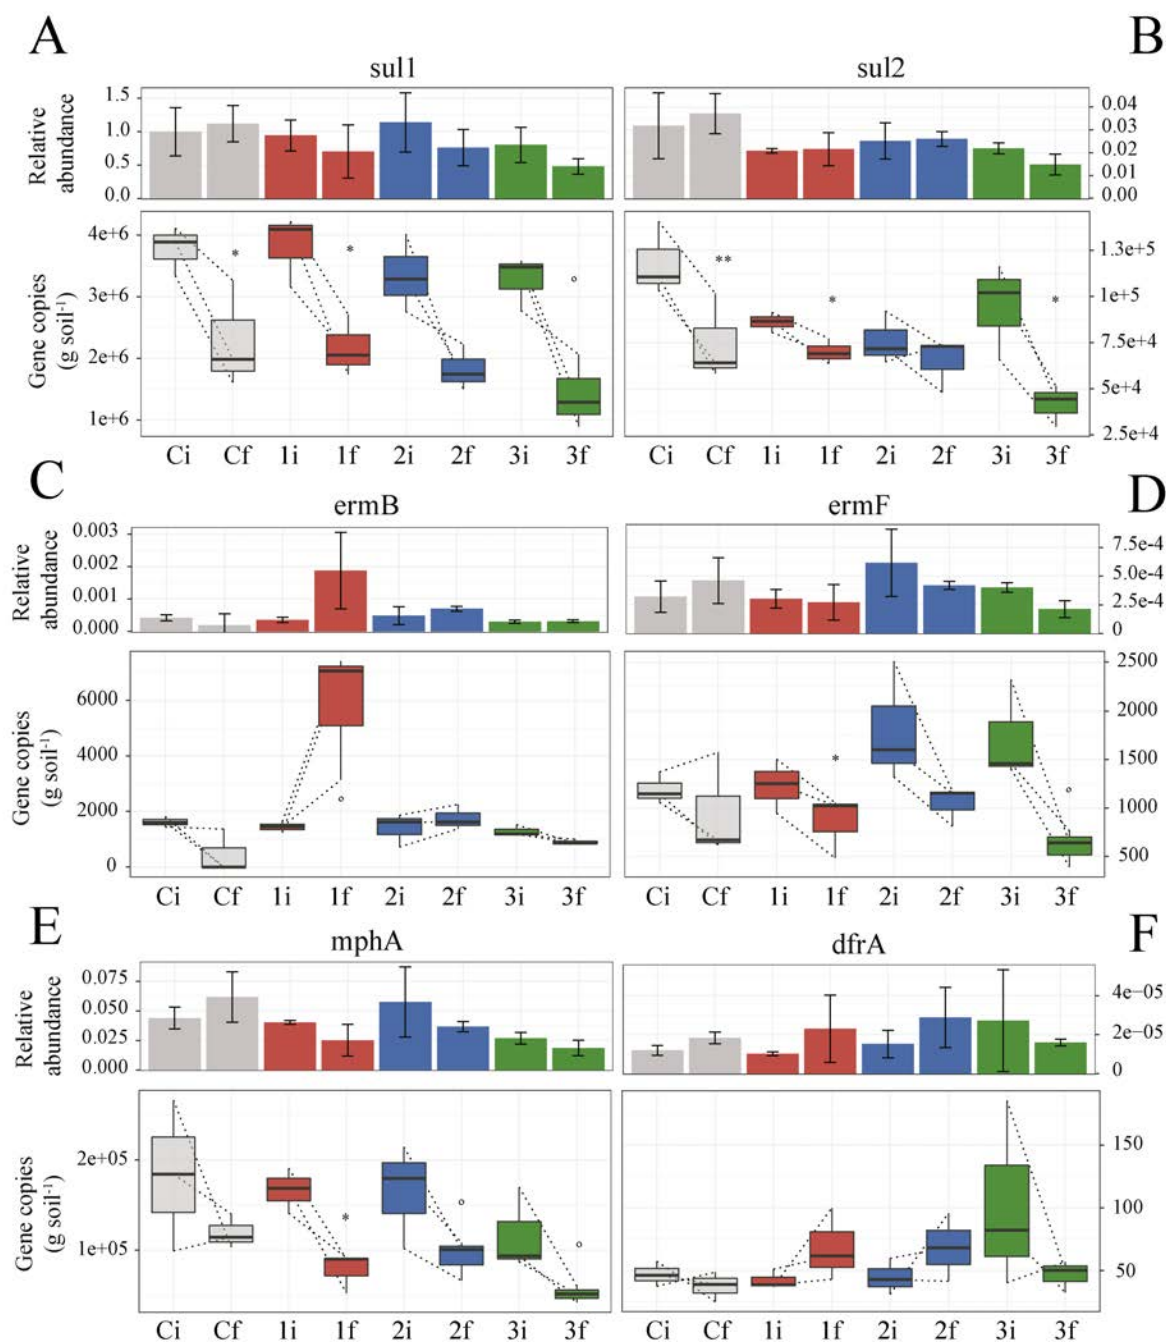 A
B
sul1
sul2
Relative
abundance
1.5
1.0
0.5
0.0
0.04
0.03
0.02
0.01
0.00
Gene copies
(g soil⁻¹)
4e+6
3e+6
2e+6
1e+6
*
*
°
**
*
*
1.3e+5
1e+5
7.5e+4
5e+4
2.5e+4
Ci Cf 1i 1f 2i 2f 3i 3f
Ci Cf 1i 1f 2i 2f 3i 3f
C
D
ermB
ermF
Relative
abundance
0.003
0.002
0.001
0.000
7.5e-4
5.0e-4
2.5e-4
0
Gene copies
(g soil⁻¹)
6000
4000
2000
0
°
*
°
2500
2000
1500
1000
500
Ci Cf 1i 1f 2i 2f 3i 3f
Ci Cf 1i 1f 2i 2f 3i 3f
E
F
mphA
dfrA
Relative
abundance
0.075
0.050
0.025
0.000
4e-05
2e-05
0
Gene copies
(g soil⁻¹)
2e+05
1e+05
*
°
°
150
100
50
Ci Cf 1i 1f 2i 2f 3i 3f
Ci Cf 1i 1f 2i 2f 3i 3f